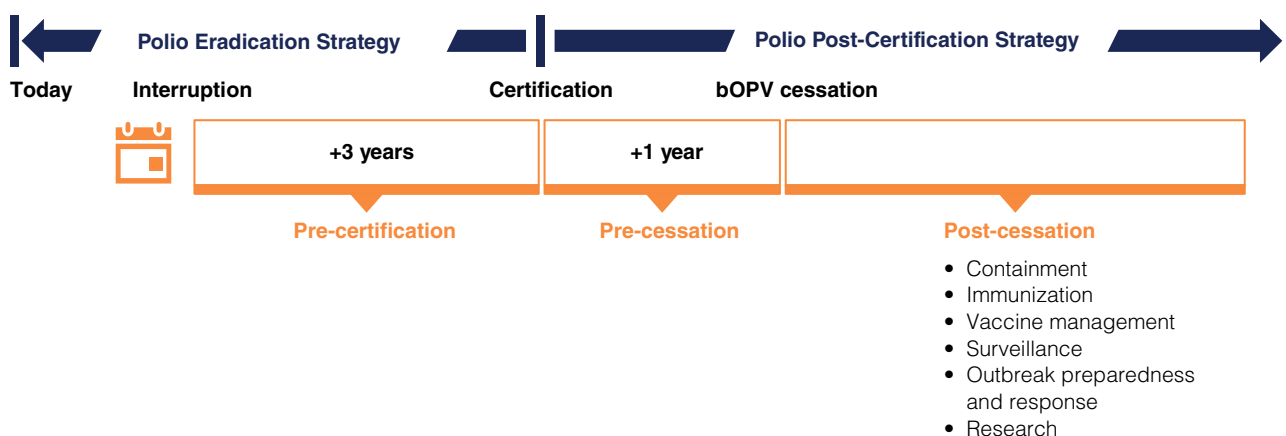 Polio Eradication Strategy
Polio Post-Certification Strategy
Today
Interruption
Certification
bOPV cessation
+3 years
+1 year
Pre-certification
Pre-cessation
Post-cessation
• Containment
• Immunization
• Vaccine management
• Surveillance
• Outbreak preparedness
and response
• Research